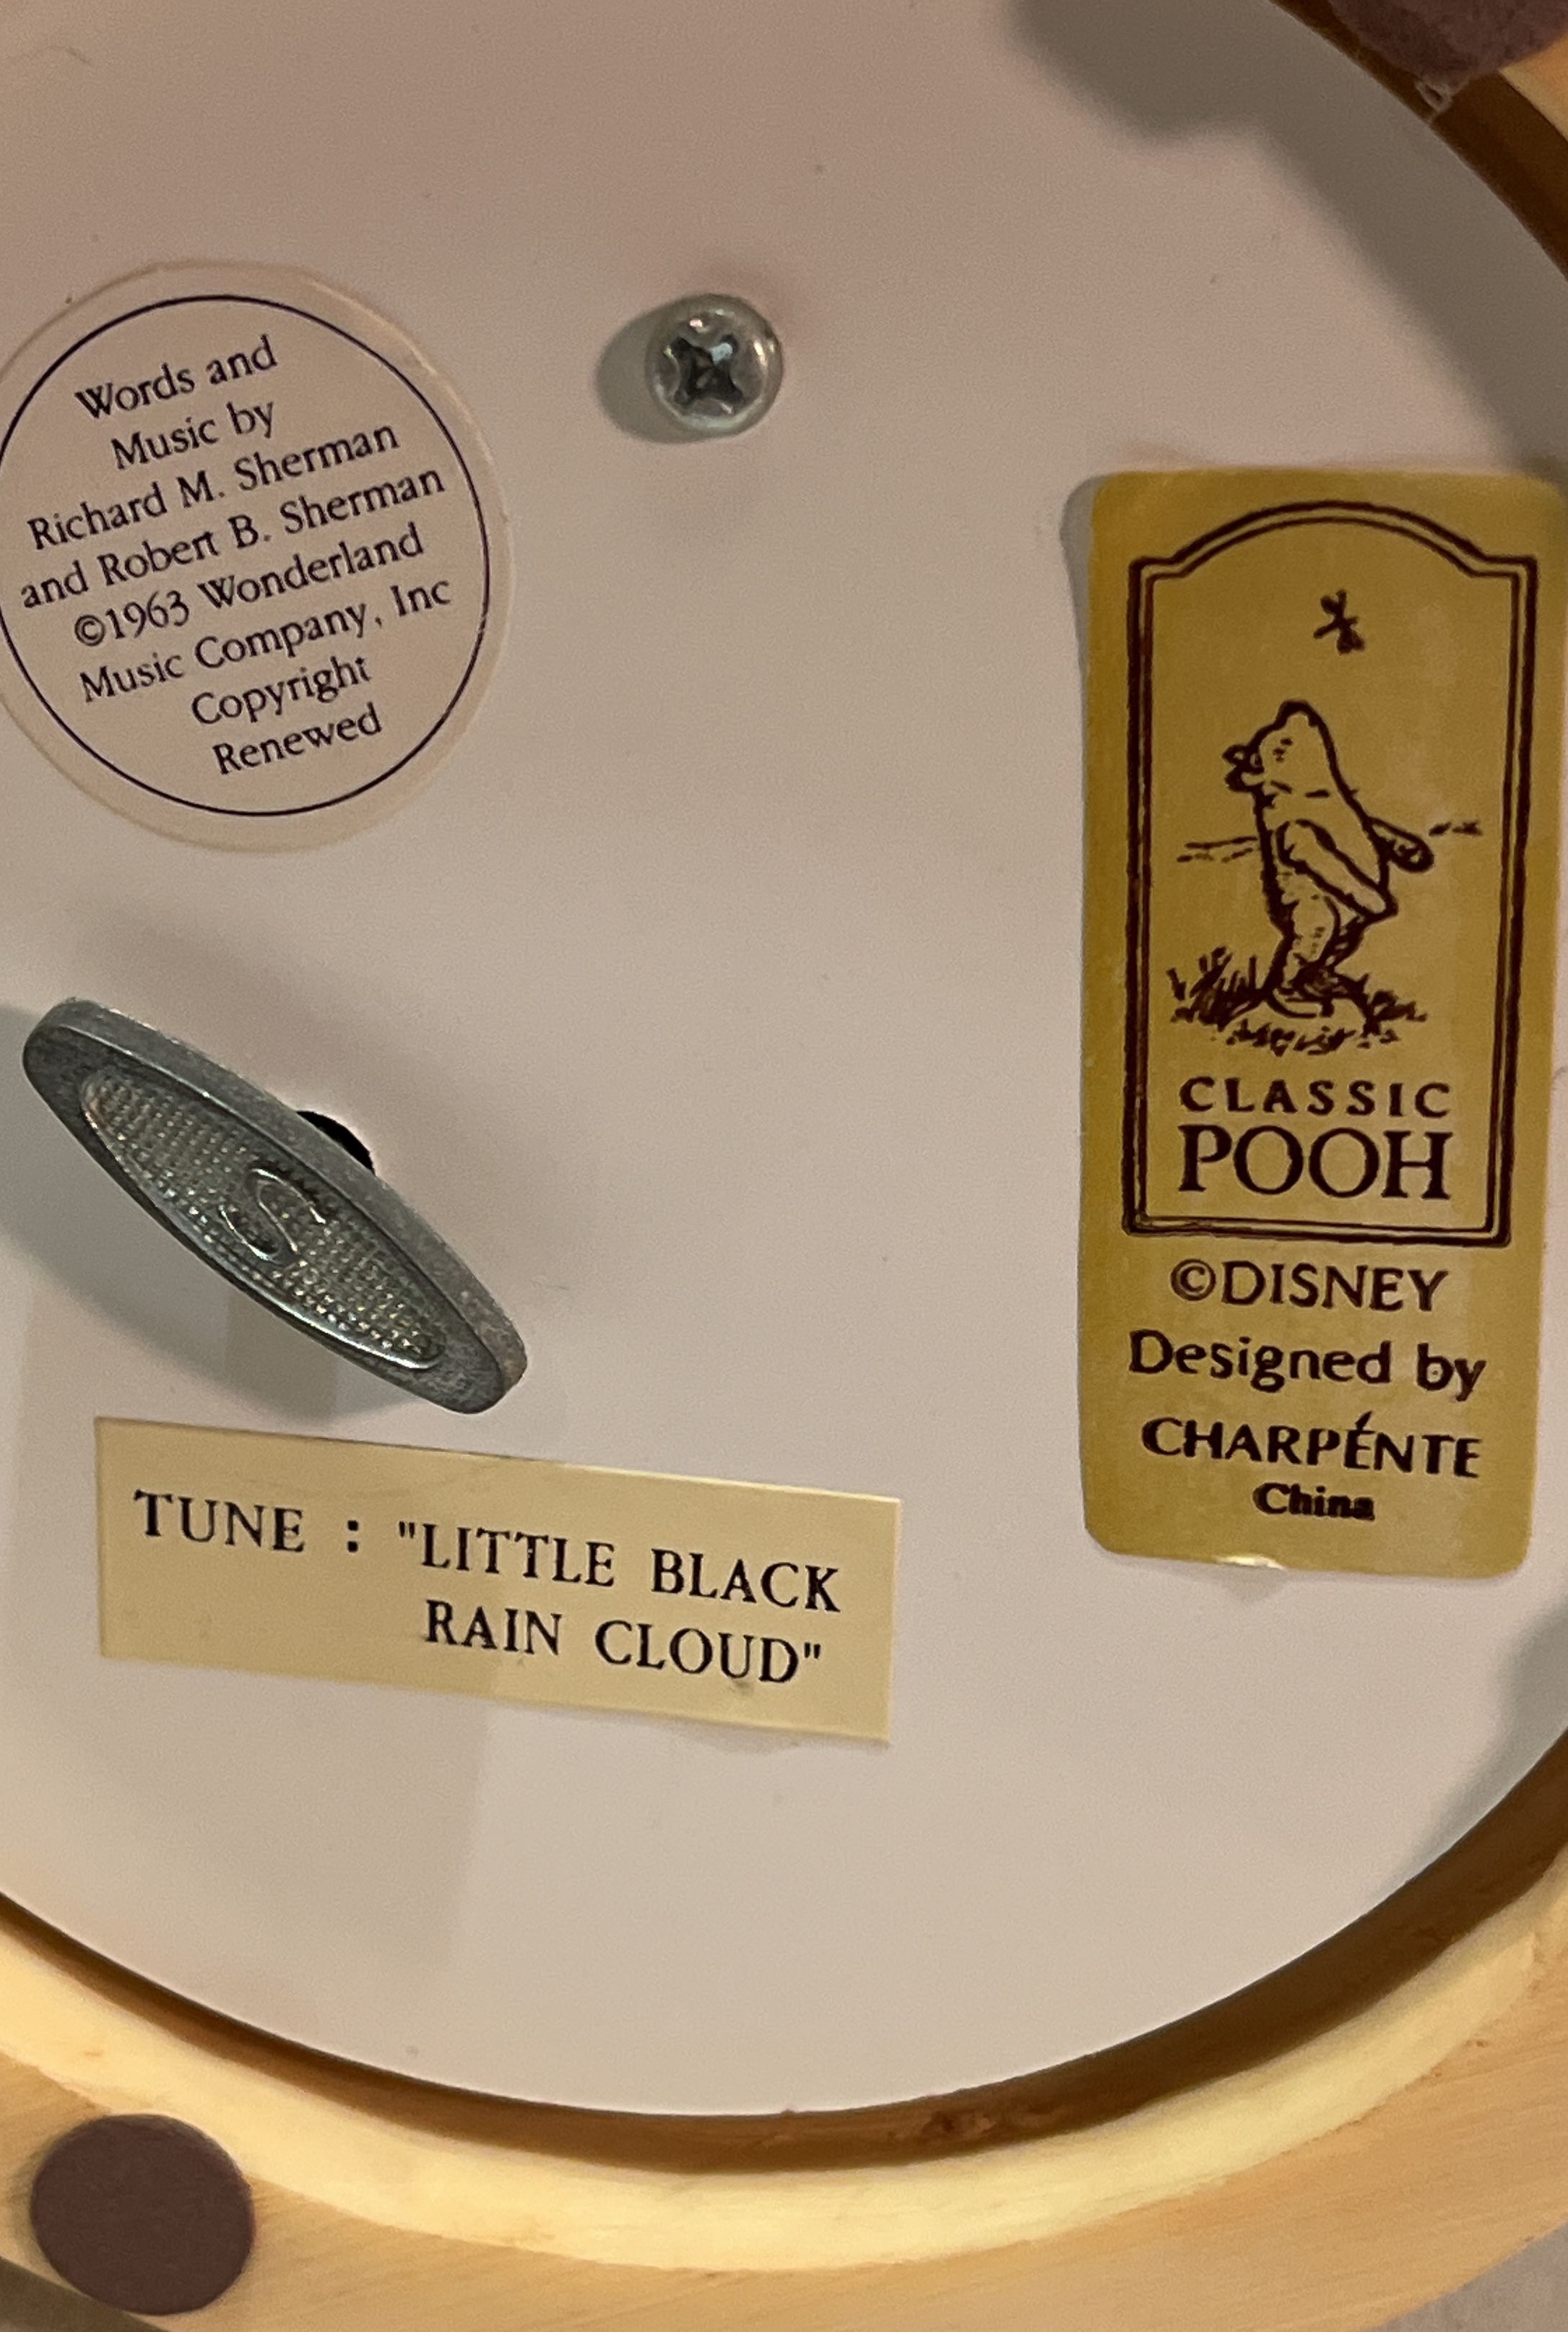 Words and
Music by
Richard M. Sherman
and Robert B. Sherman
©1963 Wonderland
Music Company, Inc
Copyright
Renewed
S
TUNE : "LITTLE BLACK
RAIN CLOUD"
CLASSIC
POOH
©DISNEY
Designed by
CHARPÉNTE
China